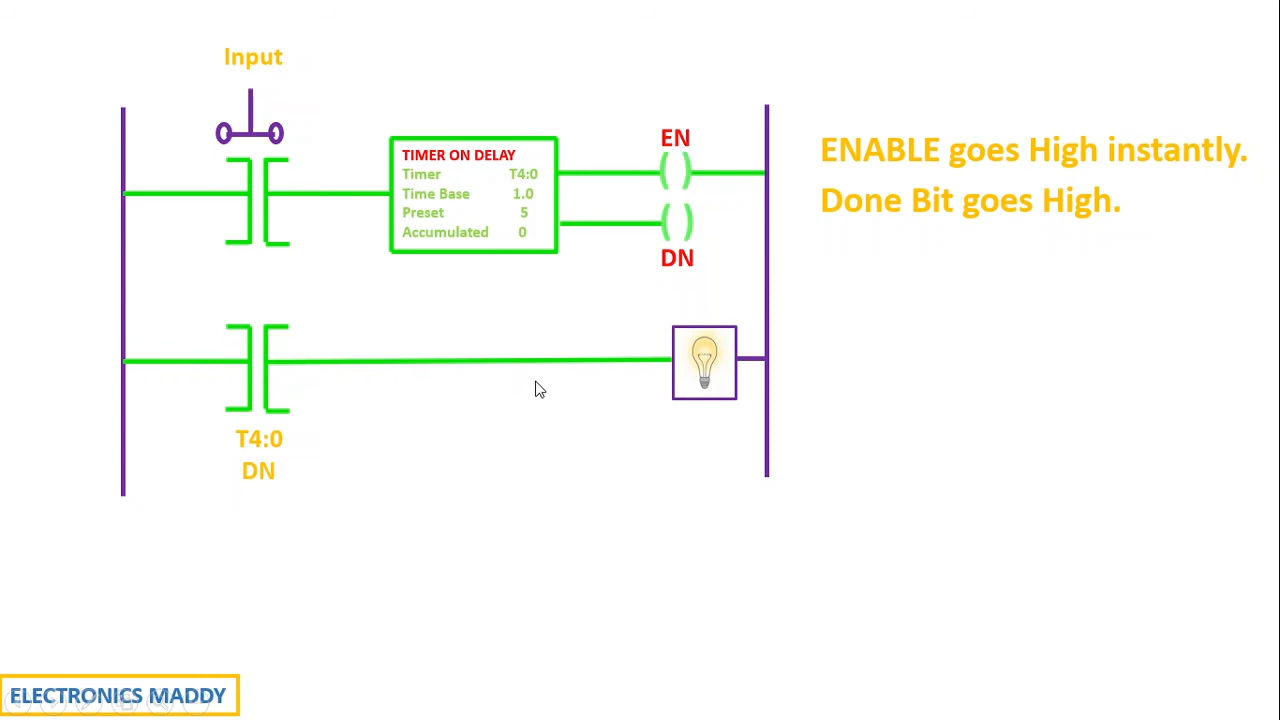 Input
TIMER ON DELAY
Timer T4:0
Time Base 1.0
Preset 5
Accumulated 0
EN
DN
ENABLE goes High instantly.
Done Bit goes High.
T4:0
DN
ELECTRONICS MADDY